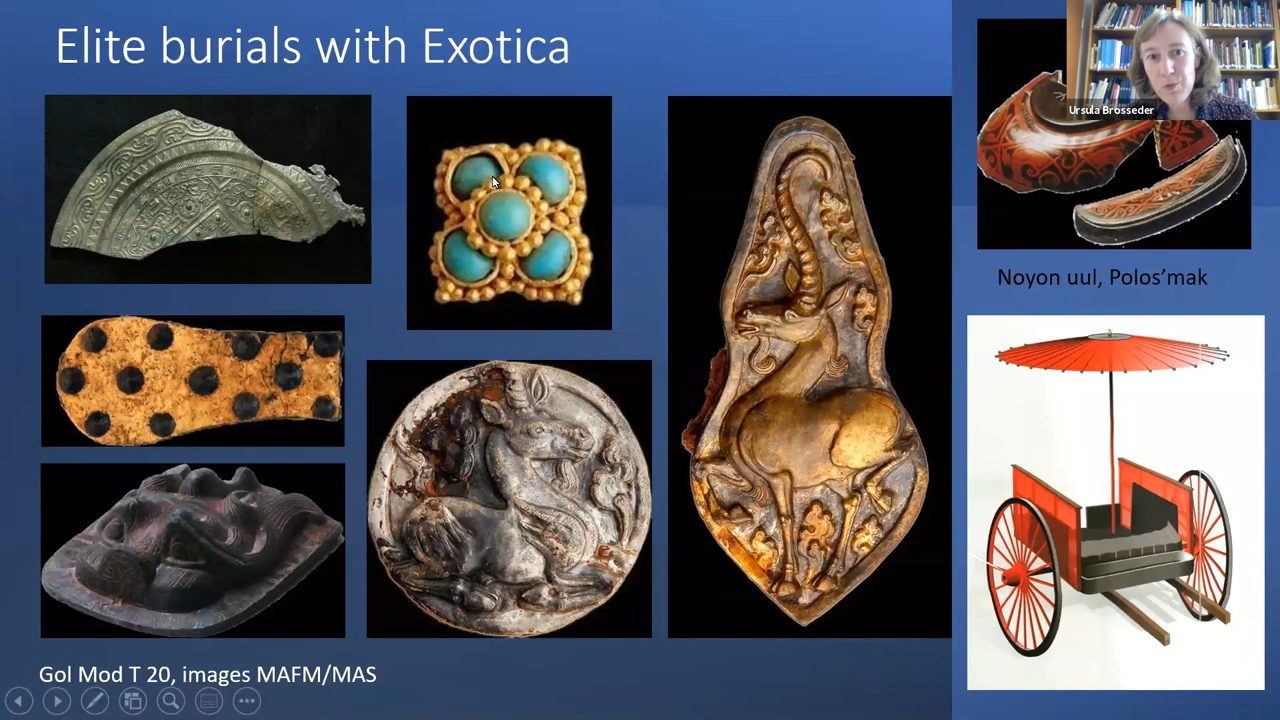 Elite burials with Exotica
Ursula Brosseder
Noyon uul, Polos’mak
Gol Mod T 20, images MAFM/MAS